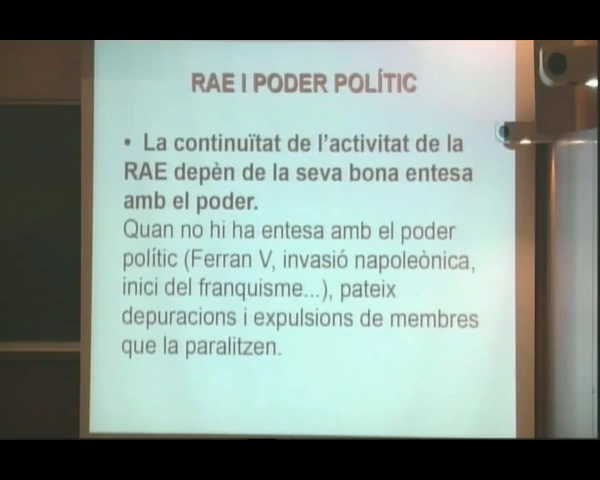 RAE I PODER POLÍTIC
• La continuïtat de l'activitat de la
RAE depèn de la seva bona entesa
amb el poder.
Quan no hi ha entesa amb el poder
polític (Ferran V, invasió napoleònica,
inici del franquisme...), pateix
depuracions i expulsions de membres
que la paralitzen.